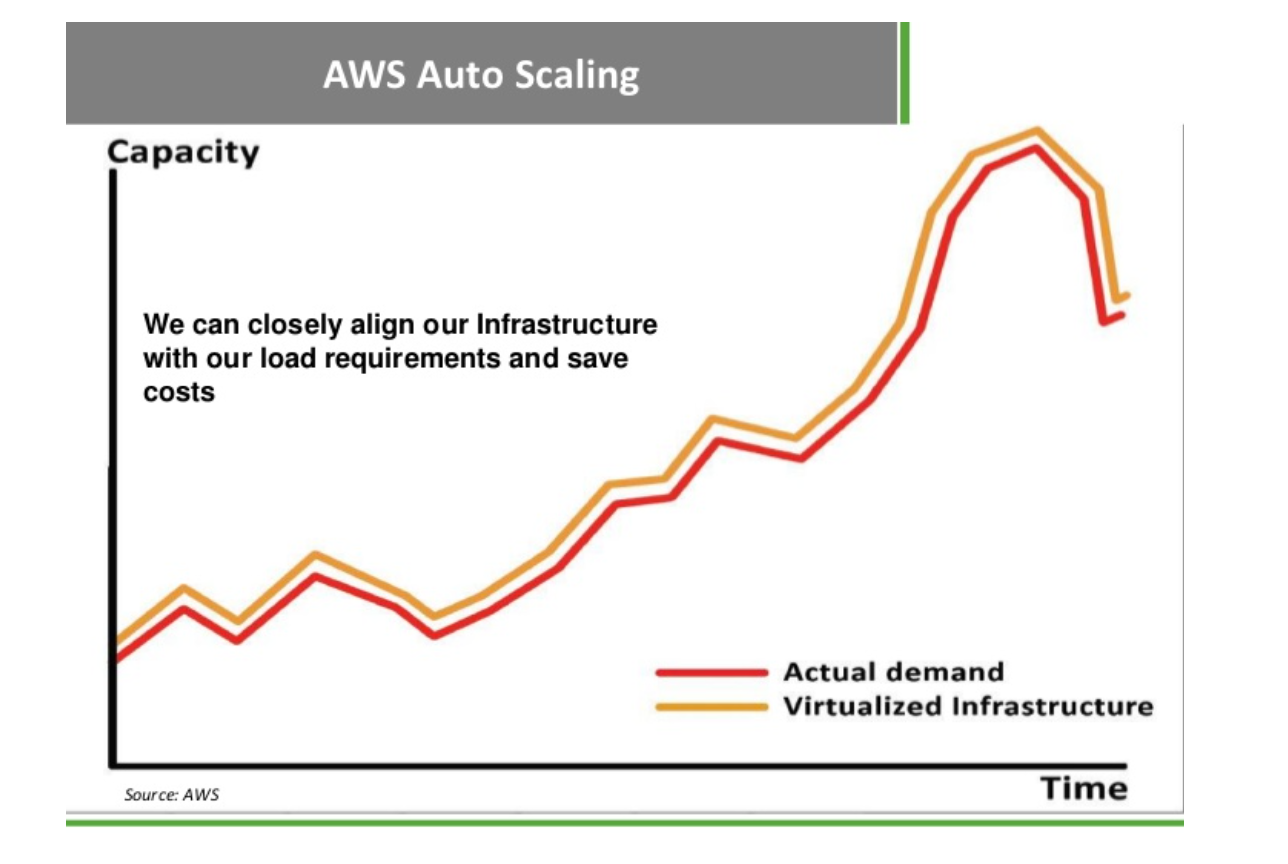 AWS Auto Scaling
Capacity
We can closely align our Infrastructure
with our load requirements and save
costs
Actual demand
Virtualized Infrastructure
Time
Source: AWS